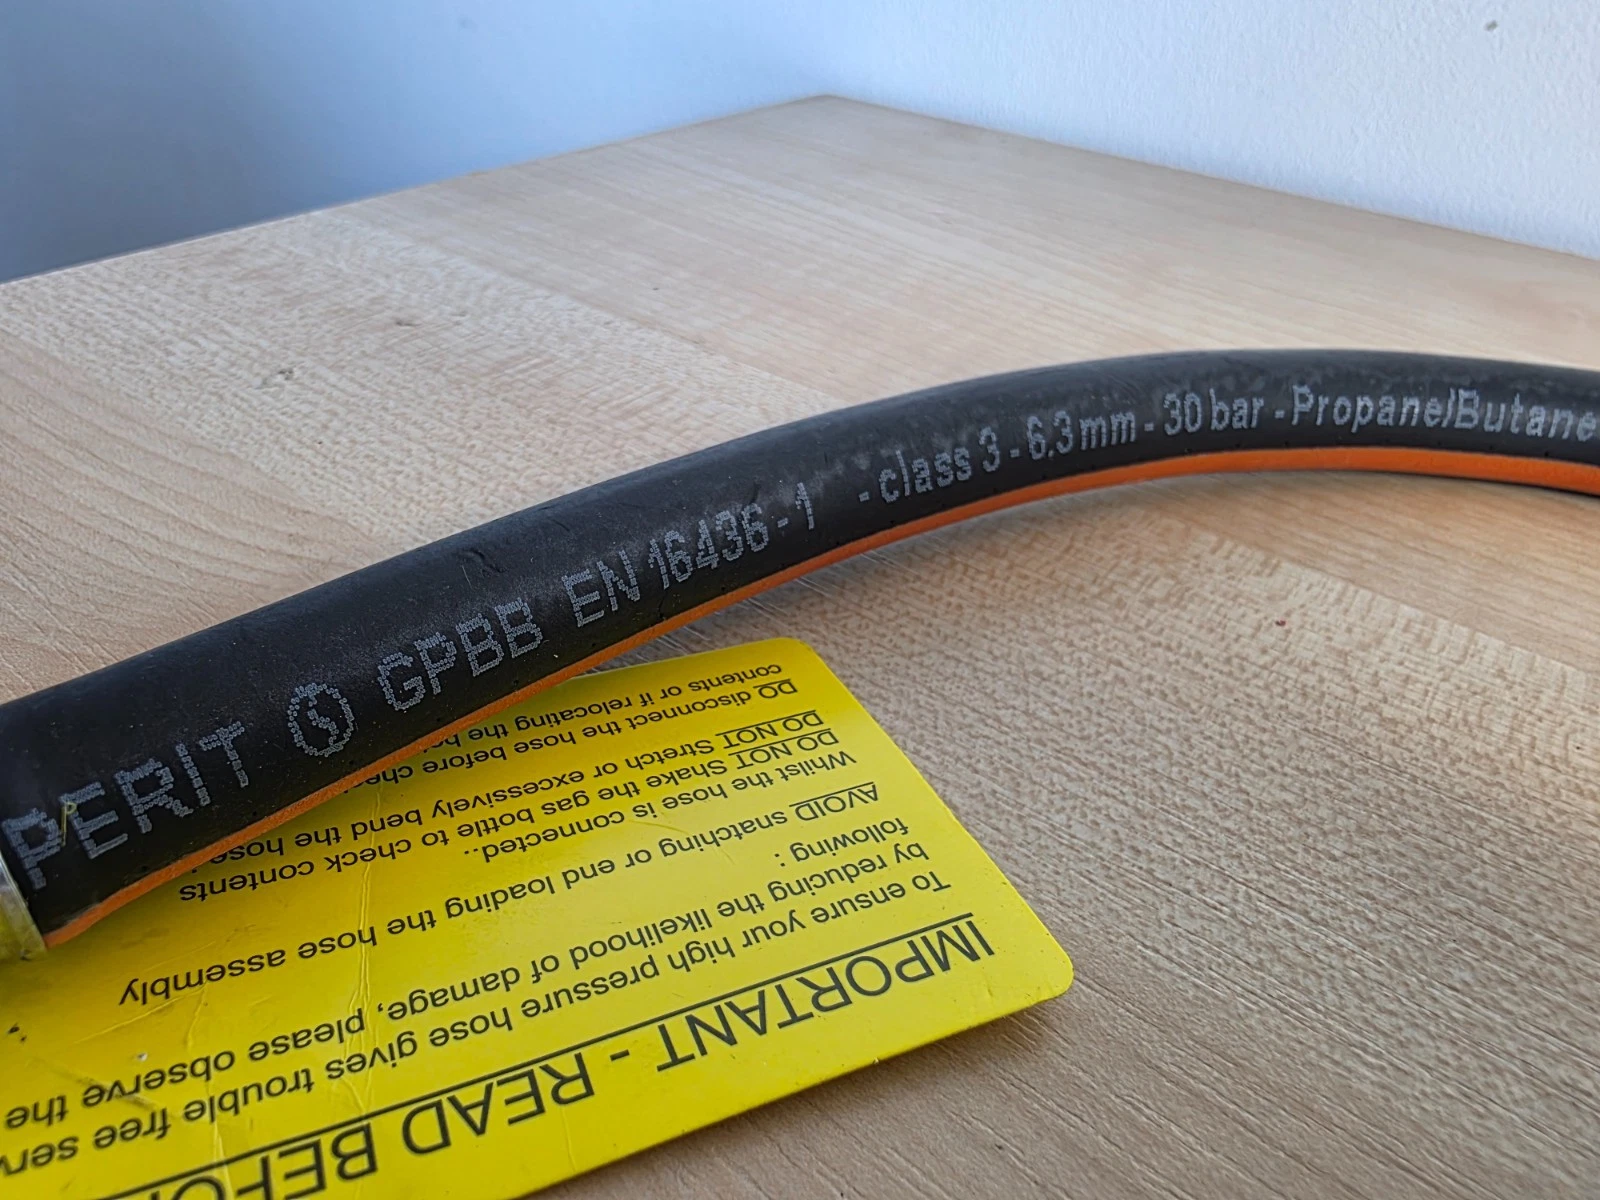 PERIT GPBB EN 16436-1 - class 3 - 6,3mm - 30 bar - Propane/Butane
IMPORTANT - READ
To ensure your high pressure hose gives trouble free
by reducing the likelihood of damage, please observe the
following :
AVOID snatching or end loading the hose assembly
Whilst the hose is connected..
DO NOT Shake the gas bottle to check contents
DO NOT Stretch or excessively bend the hose
DO disconnect the hose before
contents or if relocating the